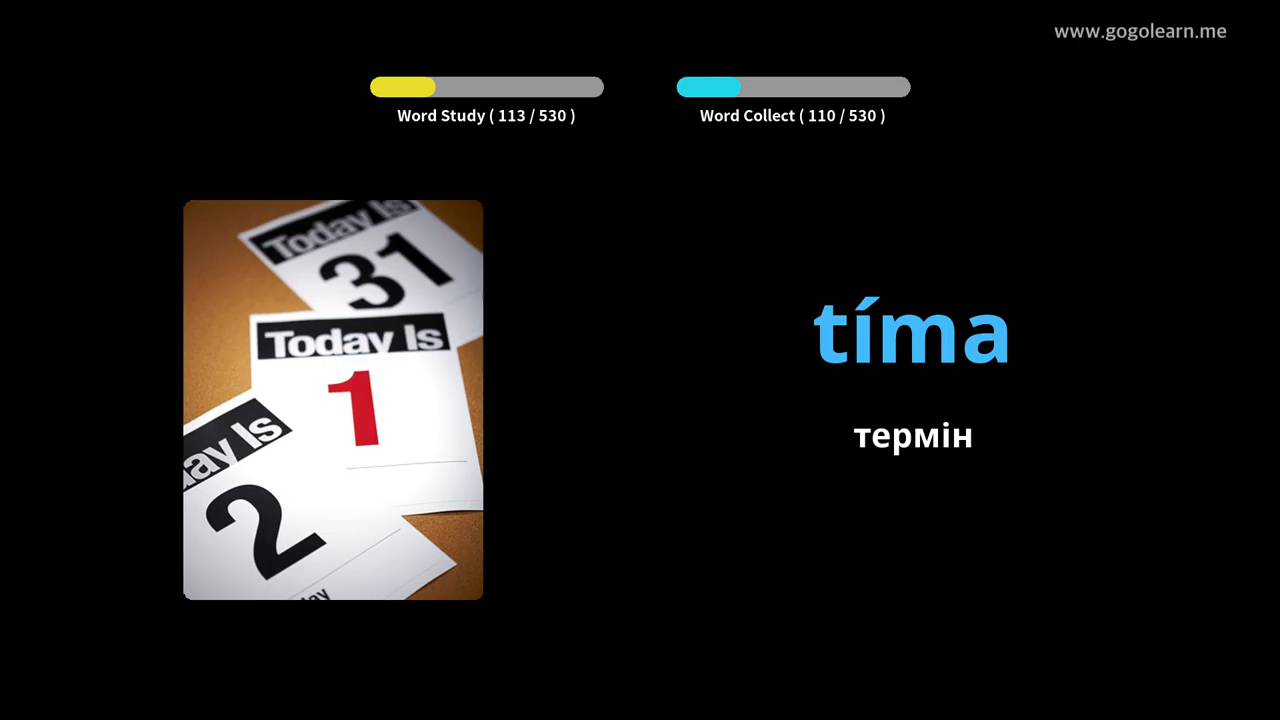 www.gogolearn.me
Word Study ( 113 / 530 )
Word Collect ( 110 / 530 )
Today Is
31
Today Is
1
ay Is
2
ay
tíma
термін